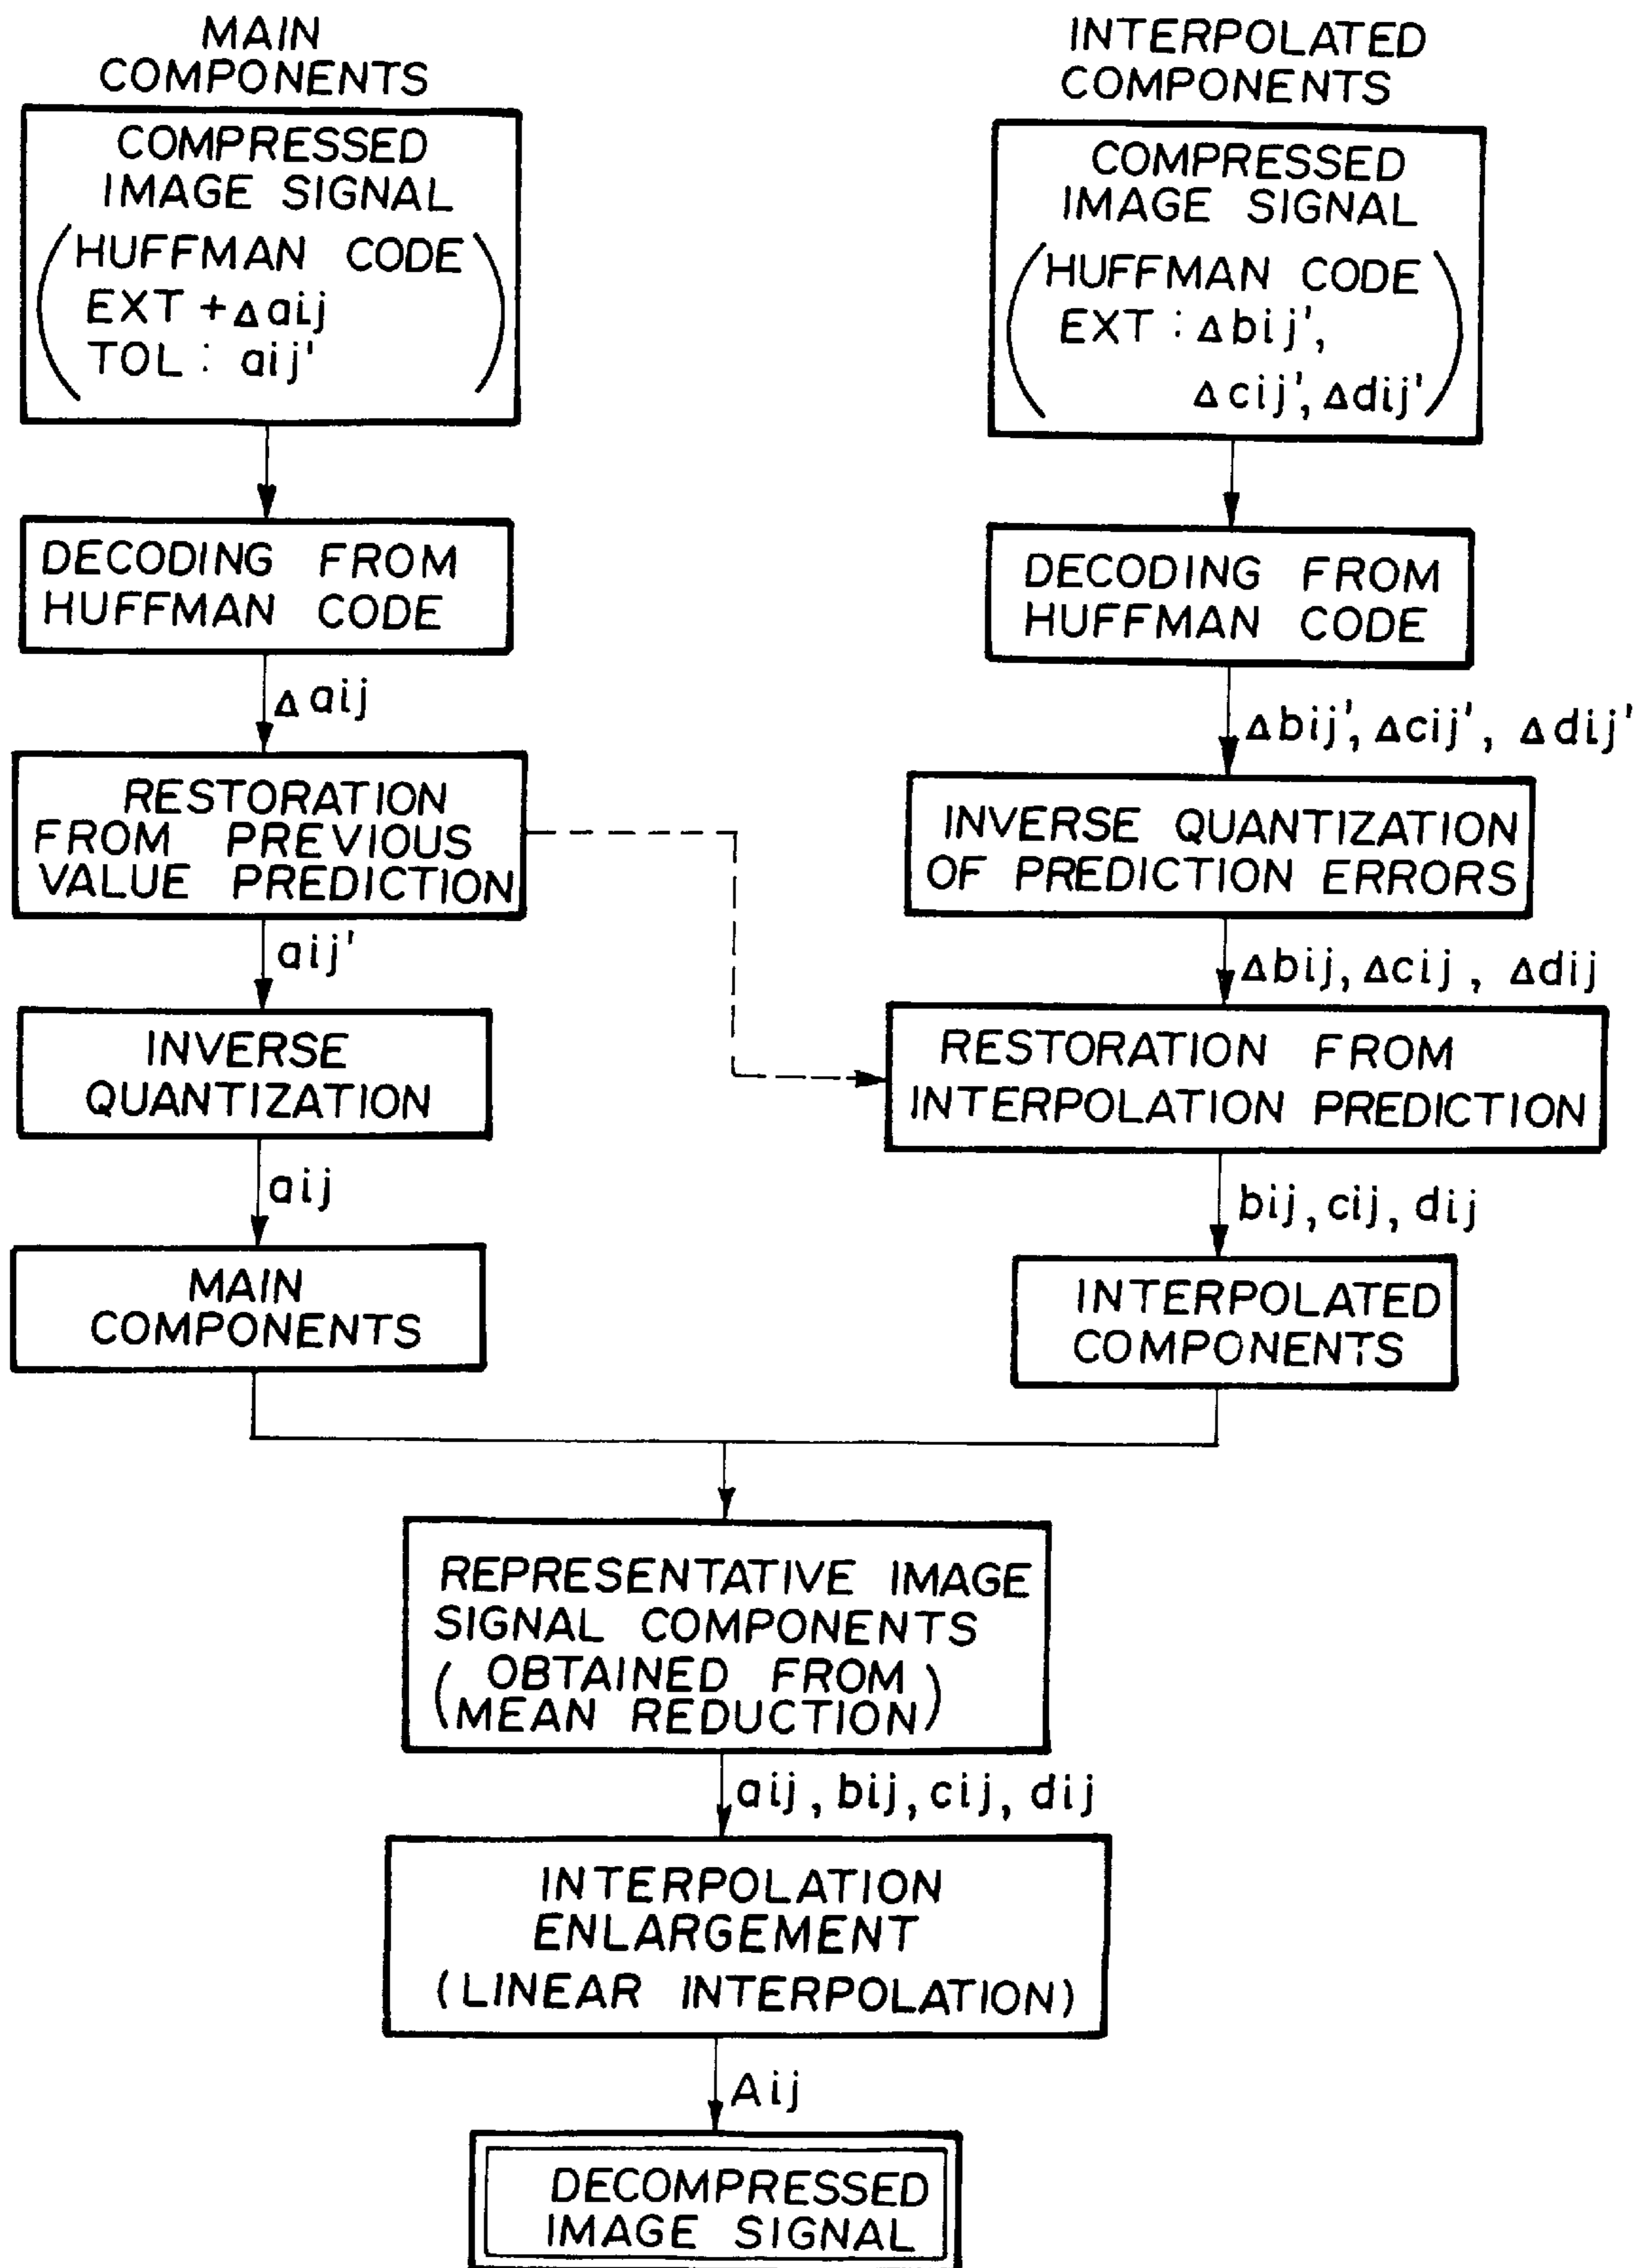 MAIN
COMPONENTS
COMPRESSED
IMAGE SIGNAL
(HUFFMAN CODE
EXT +Δaij
TOL : aij')
DECODING FROM
HUFFMAN CODE
Δaij
RESTORATION
FROM PREVIOUS
VALUE PREDICTION
aij'
INVERSE
QUANTIZATION
aij
MAIN
COMPONENTS
INTERPOLATED
COMPONENTS
COMPRESSED
IMAGE SIGNAL
(HUFFMAN CODE
EXT : Δbij',
Δcij', Δdij')
DECODING FROM
HUFFMAN CODE
Δbij', Δcij', Δdij'
INVERSE QUANTIZATION
OF PREDICTION ERRORS
Δbij, Δcij, Δdij
RESTORATION FROM
INTERPOLATION PREDICTION
bij, cij, dij
INTERPOLATED
COMPONENTS
REPRESENTATIVE IMAGE
SIGNAL COMPONENTS
(OBTAINED FROM
MEAN REDUCTION)
aij, bij, cij, dij
INTERPOLATION
ENLARGEMENT
(LINEAR INTERPOLATION)
Aij
DECOMPRESSED
IMAGE SIGNAL